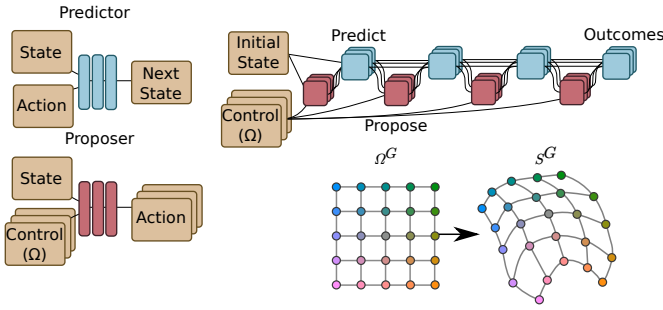 Predictor
State
Action
Next
State
Proposer
State
Control
(Ω)
Action
Initial
State
Control
(Ω)
Predict
Propose
Outcomes
Ω^G
S^G